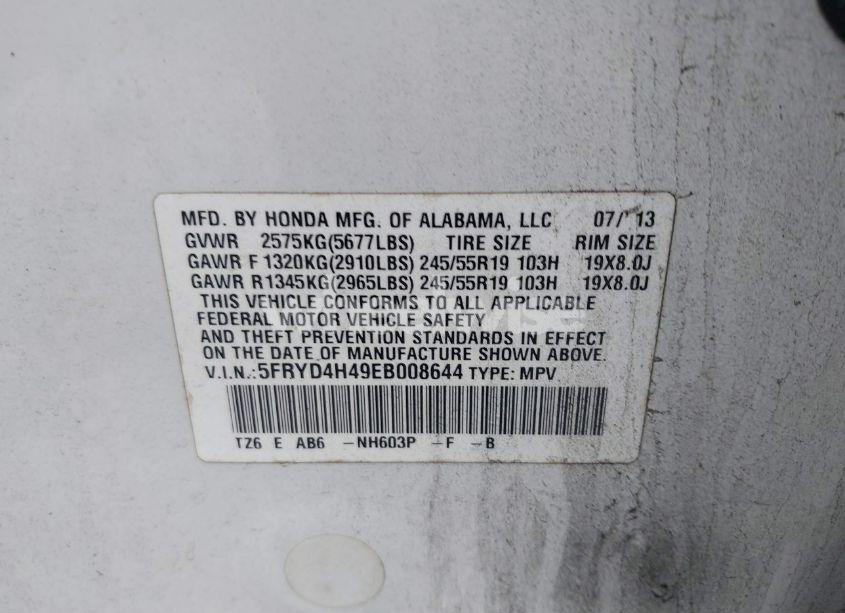 MFD. BY HONDA MFG. OF ALABAMA, LLC 07/'13
GVWR 2575KG(5677LBS) TIRE SIZE RIM SIZE
GAWR F 1320KG(2910LBS) 245/55R19 103H 19X8.0J
GAWR R1345KG(2965LBS) 245/55R19 103H 19X8.0J
THIS VEHICLE CONFORMS TO ALL APPLICABLE
FEDERAL MOTOR VEHICLE SAFETY
AND THEFT PREVENTION STANDARDS IN EFFECT
ON THE DATE OF MANUFACTURE SHOWN ABOVE.
V.I.N.:5FRYD4H49EB008644 TYPE: MPV
TZ6 E AB6 -NH603P -F -B